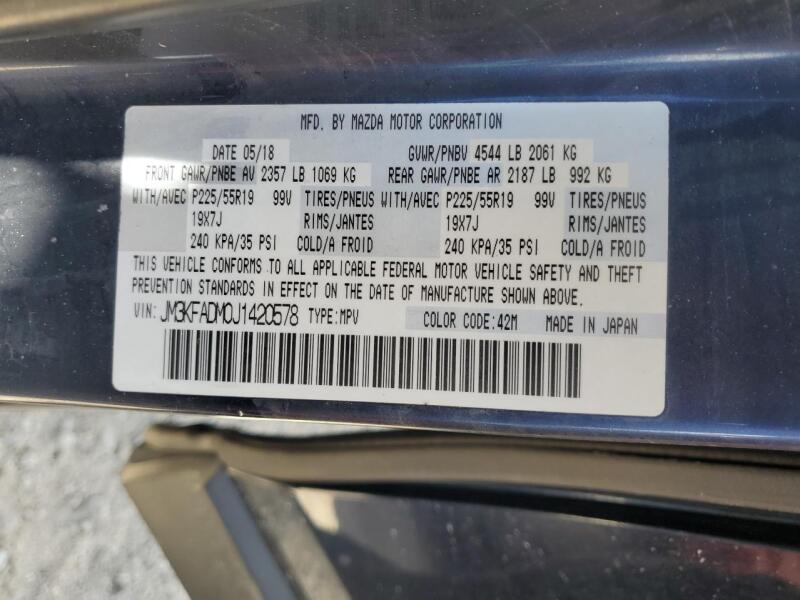 MFD. BY MAZDA MOTOR CORPORATION
DATE 05/18 GVWR/PNBV 4544 LB 2061 KG
FRONT GAWR/PNBE AV 2357 LB 1069 KG REAR GAWR/PNBE AR 2187 LB 992 KG
WITH/AVEC P225/55R19 99V TIRES/PNEUS WITH/AVEC P225/55R19 99V TIRES/PNEUS
19X7J RIMS/JANTES 19X7J RIMS/JANTES
240 KPA/35 PSI COLD/A FROID 240 KPA/35 PSI COLD/A FROID
THIS VEHICLE CONFORMS TO ALL APPLICABLE FEDERAL MOTOR VEHICLE SAFETY AND THEFT
PREVENTION STANDARDS IN EFFECT ON THE DATE OF MANUFACTURE SHOWN ABOVE.
VIN: JM3KFADM0J1420578 TYPE:MPV COLOR CODE:42M MADE IN JAPAN